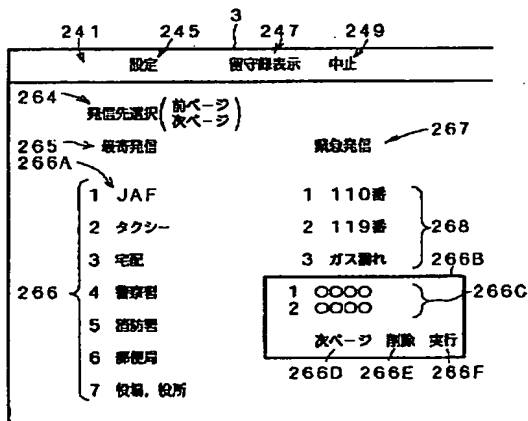 3
241 245 247 249
設定 留守録表示 中止
264
発信先選択(前ページ 次ページ)
265 最寄発信 緊急発信 267
266A
1 JAF 1 110番
2 タクシー 2 119番 268
3 宅配 3 ガス漏れ 266B
266 4 警察署 1 〇〇〇〇 266C
5 消防署 2 〇〇〇〇
6 郵便局 次ページ 削除 実行
7 役場，役所 266D 266E 266F